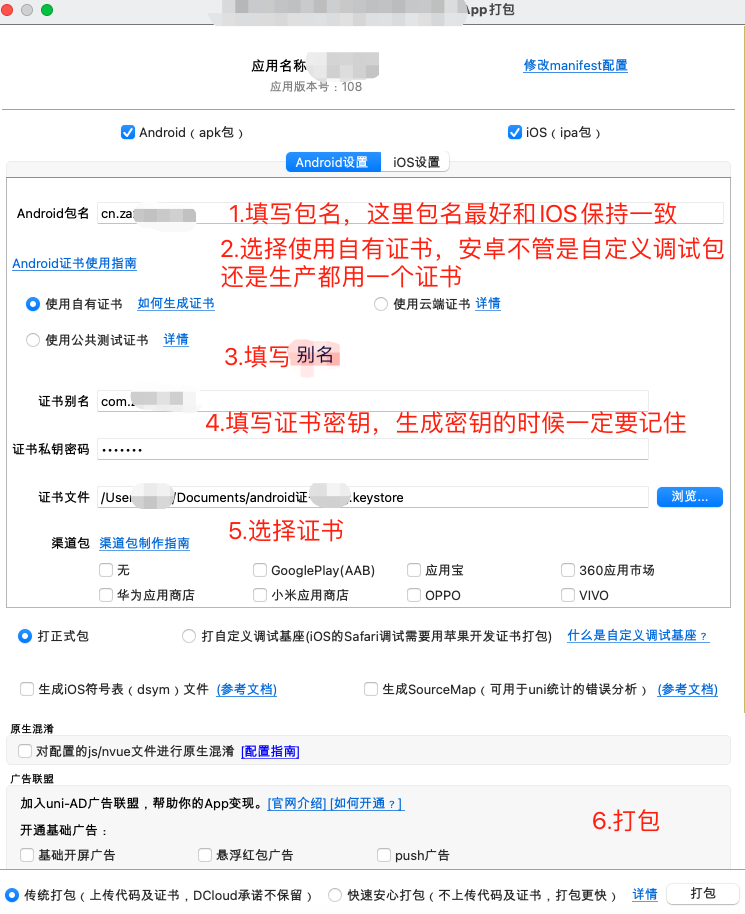 App打包
应用名称
修改manifest配置
应用版本号：108
Android（apk包）
iOS（ipa包）
Android设置 iOS设置
Android包名 cn.za
1.填写包名，这里包名最好和IOS保持一致
2.选择使用自有证书，安卓不管是自定义调试包
还是生产都用一个证书
Android证书使用指南
使用自有证书 如何生成证书 使用云端证书 详情
使用公共测试证书 详情
3.填写 别名
证书别名 com.
4.填写证书密钥，生成密钥的时候一定要记住
证书私钥密码 •••••••
证书文件 /User /Documents/android证 .keystore 浏览...
5.选择证书
渠道包 渠道包制作指南
无 GooglePlay(AAB) 应用宝 360应用市场
华为应用商店 小米应用商店 OPPO VIVO
打正式包 打自定义调试基座(iOS的Safari调试需要用苹果开发证书打包) 什么是自定义调试基座？
生成iOS符号表（dsym）文件 (参考文档) 生成SourceMap（可用于uni统计的错误分析） (参考文档)
原生混淆
对配置的js/nvue文件进行原生混淆 [配置指南]
广告联盟
加入uni-AD广告联盟，帮助你的App变现。[官网介绍] [如何开通？]
6.打包
开通基础广告：
基础开屏广告 悬浮红包广告 push广告
传统打包（上传代码及证书，DCloud承诺不保留） 快速安心打包（不上传代码及证书，打包更快） 详情 打包